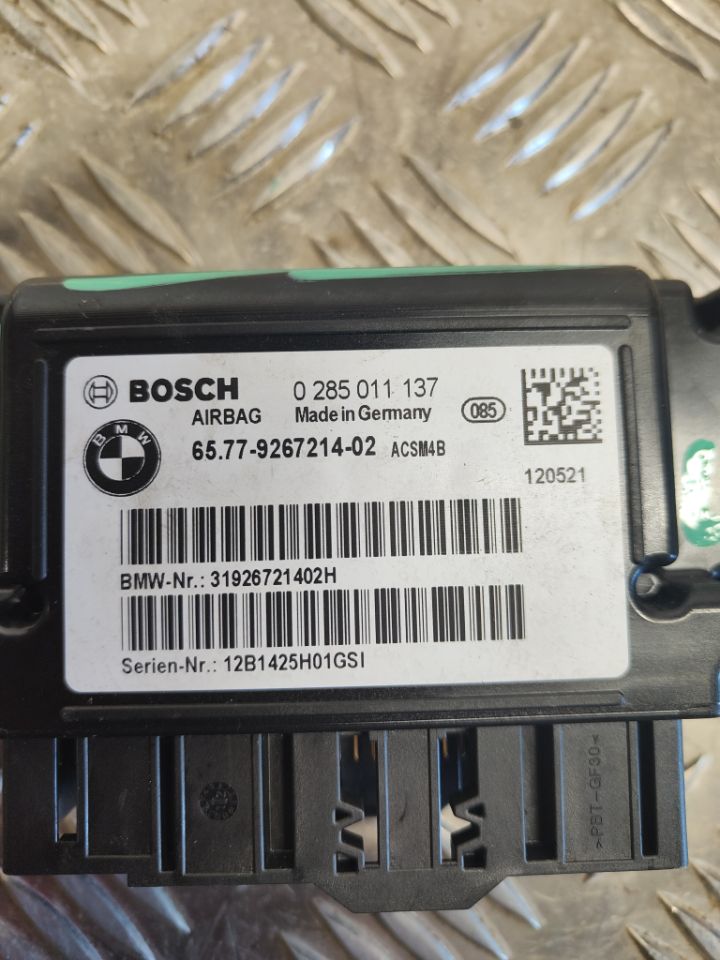 BOSCH 0 285 011 137
AIRBAG Made in Germany 085
BMW
65.77-9267214-02 ACSM4B
120521
BMW-Nr.: 31926721402H
Serien-Nr.: 12B1425H01GSI
>PBT-GF30<